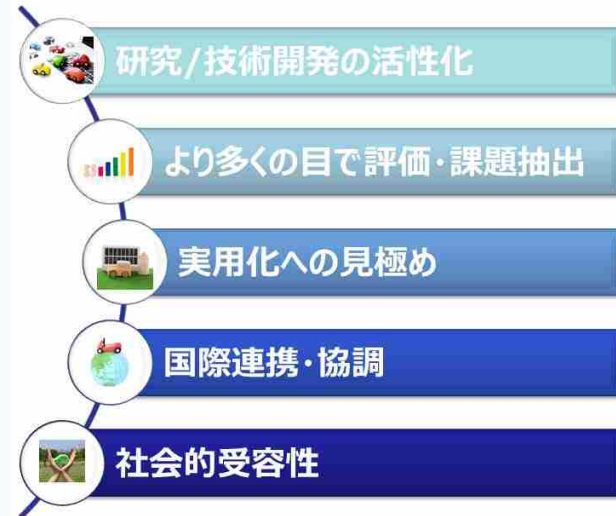 研究/技術開発の活性化
より多くの目で評価・課題抽出
実用化への見極め
国際連携・協調
社会的受容性